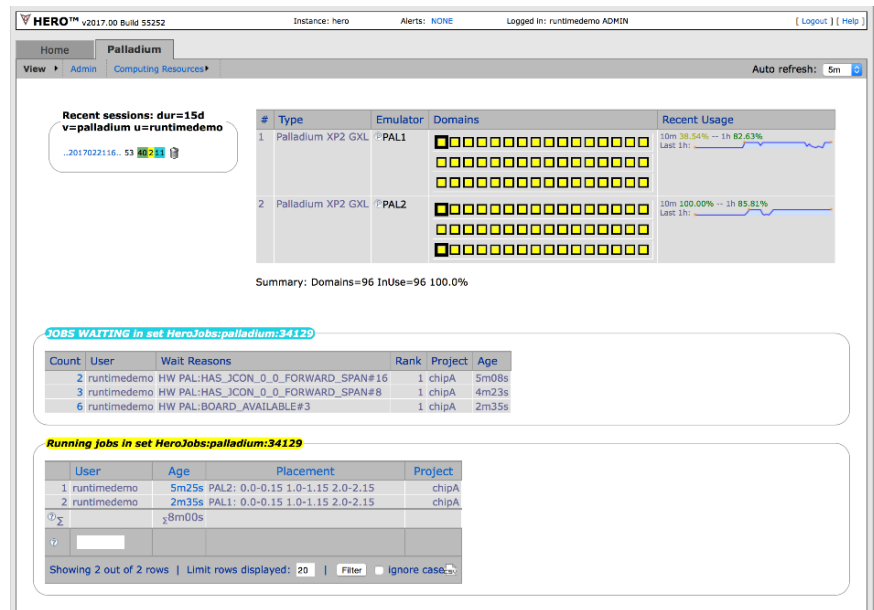 HERO™ v2017.00 Build 55252 Instance: hero Alerts: NONE Logged in: runtimedemo ADMIN [ Logout ] [ Help ]
Home Palladium
View Admin Computing Resources Auto refresh: 5m
Recent sessions: dur=15d
v=palladium u=runtimedemo
..2017022116.. 53 40 2 11
# Type Emulator Domains Recent Usage
1 Palladium XP2 GXL ?PAL1 10m 38.54% -- 1h 82.63%
Last 1h:
2 Palladium XP2 GXL ?PAL2 10m 100.00% -- 1h 85.81%
Last 1h:
Summary: Domains=96 InUse=96 100.0%
JOBS WAITING in set HeroJobs:palladium:34129
Count User Wait Reasons Rank Project Age
2 runtimedemo HW PAL:HAS_JCON_0_0_FORWARD_SPAN#16 1 chipA 5m08s
3 runtimedemo HW PAL:HAS_JCON_0_0_FORWARD_SPAN#8 1 chipA 4m23s
6 runtimedemo HW PAL:BOARD_AVAILABLE#3 1 chipA 2m35s
Running jobs in set HeroJobs:palladium:34129
User Age Placement Project
1 runtimedemo 5m25s PAL2: 0.0-0.15 1.0-1.15 2.0-2.15 chipA
2 runtimedemo 2m35s PAL1: 0.0-0.15 1.0-1.15 2.0-2.15 chipA
?Σ Σ8m00s
?
Showing 2 out of 2 rows | Limit rows displayed: 20 | Filter ignore case